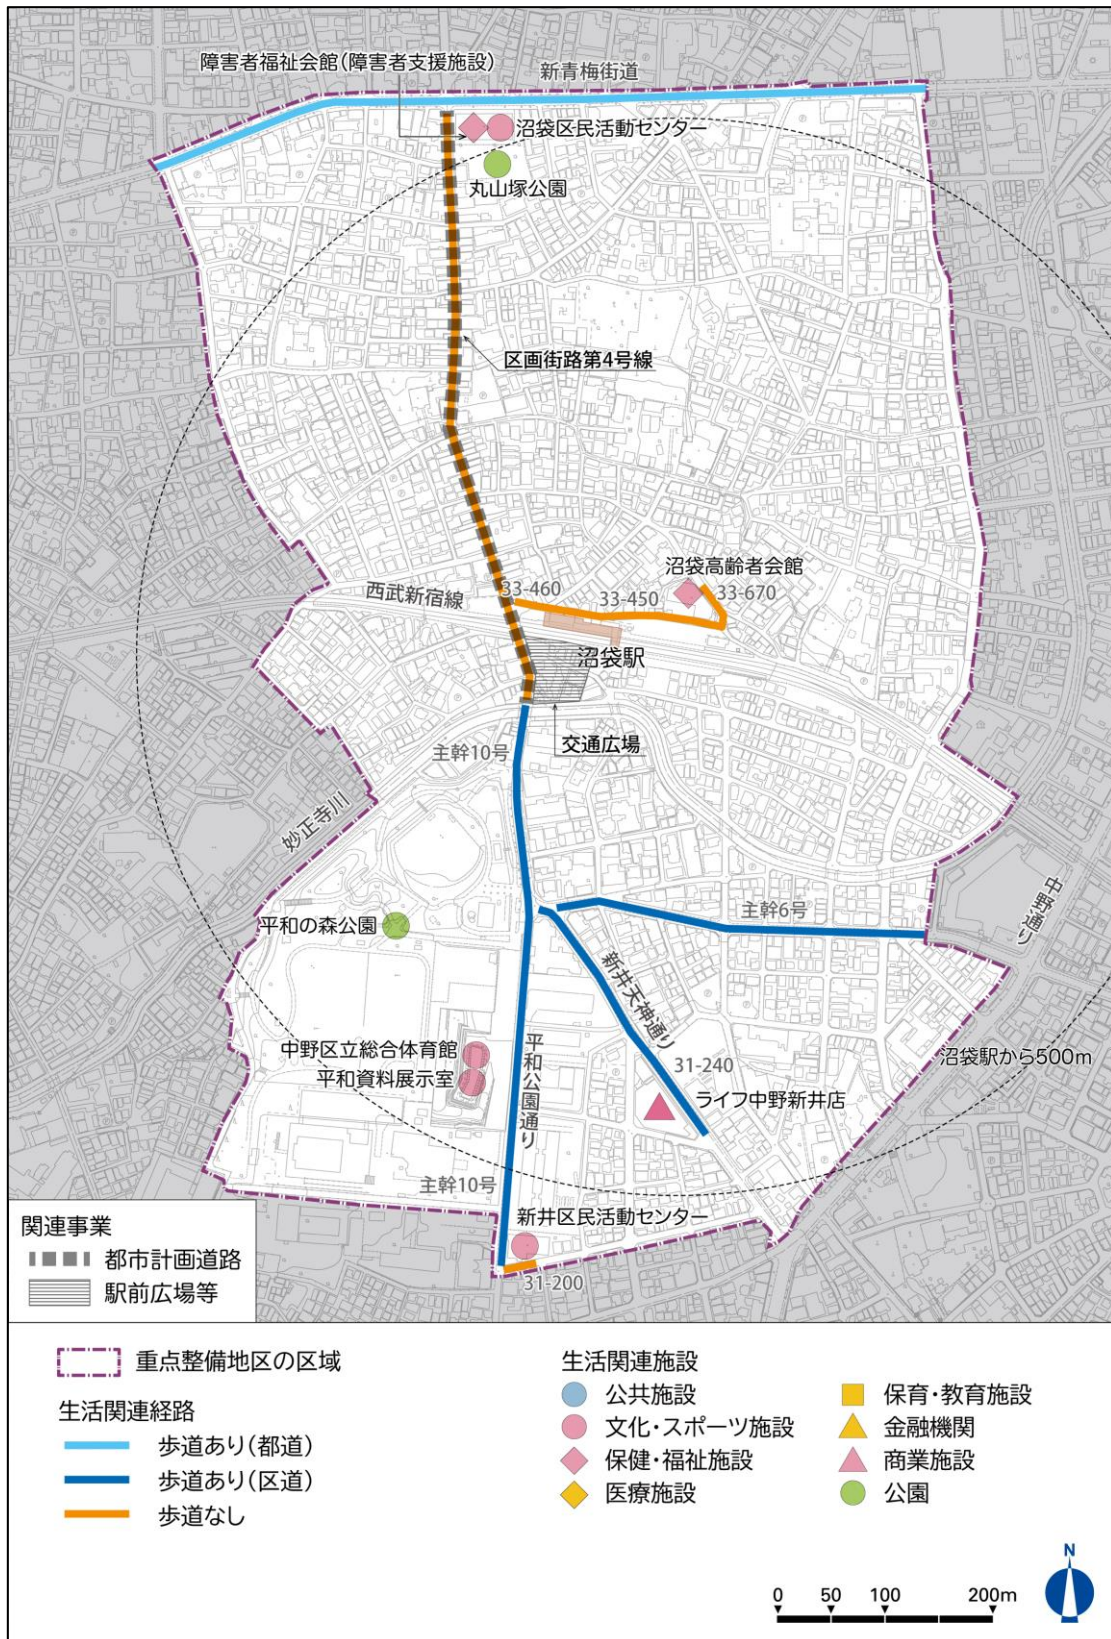 障害者福祉会館(障害者支援施設)
新青梅街道
沼袋区民活動センター
丸山塚公園
区画街路第4号線
沼袋高齢者会館
西武新宿線
33-460
33-450
33-670
沼袋駅
交通広場
主幹10号
妙正寺川
中野通り
主幹6号
平和の森公園
新井天神通り
中野区立総合体育館
平和資料展示室
平和公園通り
31-240
沼袋駅から500m
ライフ中野新井店
主幹10号
新井区民活動センター
31-200
関連事業
都市計画道路
駅前広場等
重点整備地区の区域
生活関連経路
歩道あり(都道)
歩道あり(区道)
歩道なし
生活関連施設
公共施設
文化・スポーツ施設
保健・福祉施設
医療施設
保育・教育施設
金融機関
商業施設
公園
N
0 50 100 200m